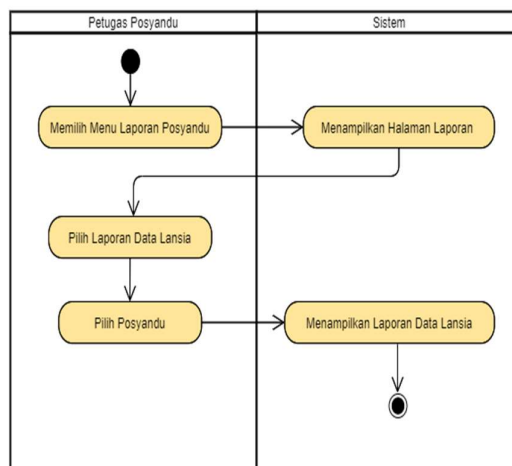 Petugas Posyandu
Sistem
Memilih Menu Laporan Posyandu
Menampilkan Halaman Laporan
Pilih Laporan Data Lansia
Pilih Posyandu
Menampilkan Laporan Data Lansia